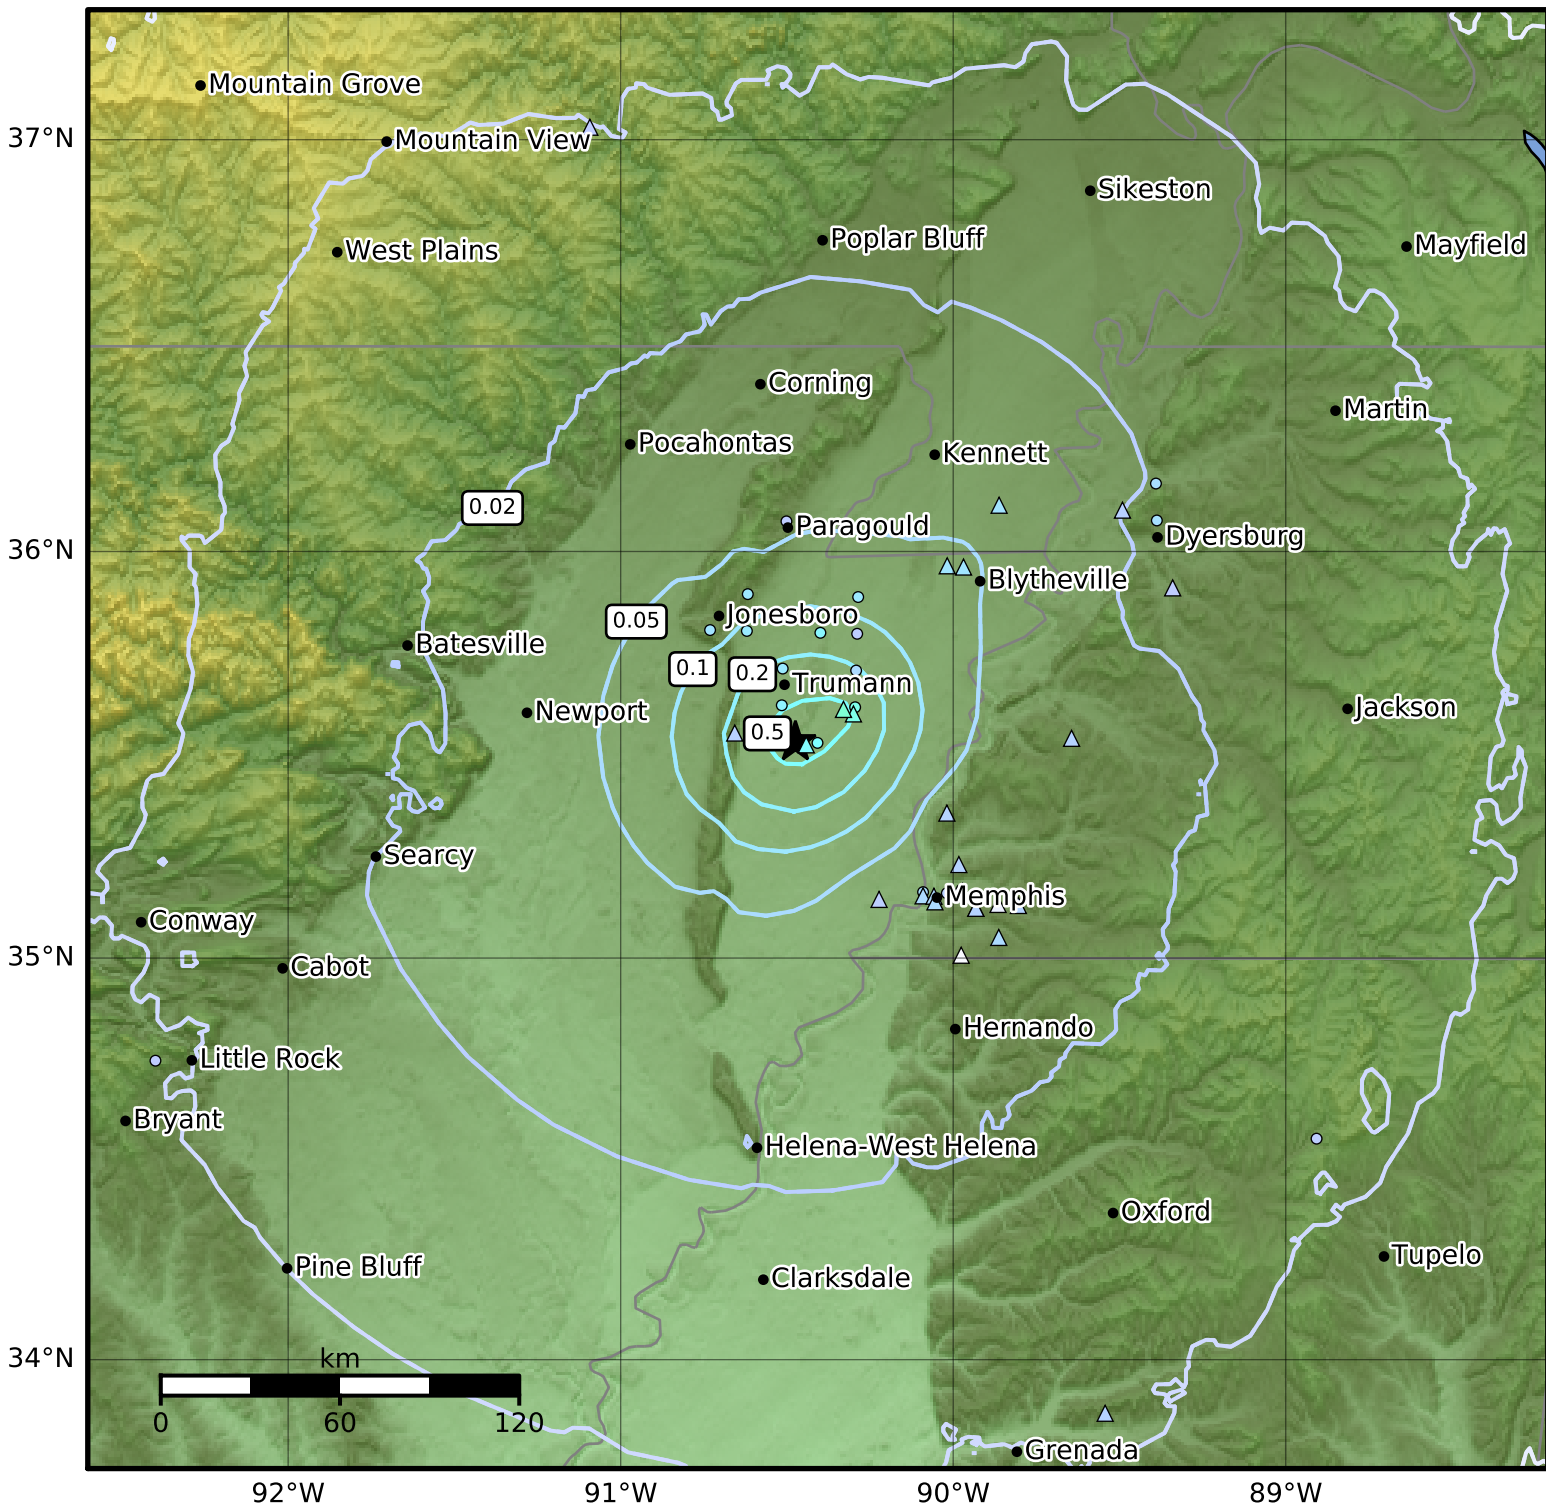 Mountain Grove
37°N
Mountain View
Sikeston
Poplar Bluff
West Plains
Mayfield
Corning
Martin
Pocahontas
Kennett
0.02
Paragould
Dyersburg
36°N
Blytheville
Jonesboro
0.05
Batesville
0.1
0.2
Trumann
Newport
Jackson
0.5
Searcy
Memphis
Conway
35°N
Cabot
Hernando
Little Rock
Bryant
Helena-West Helena
Oxford
Tupelo
Pine Bluff
Clarksdale
34°N
km
0 60 120
Grenada
92°W 91°W 90°W 89°W